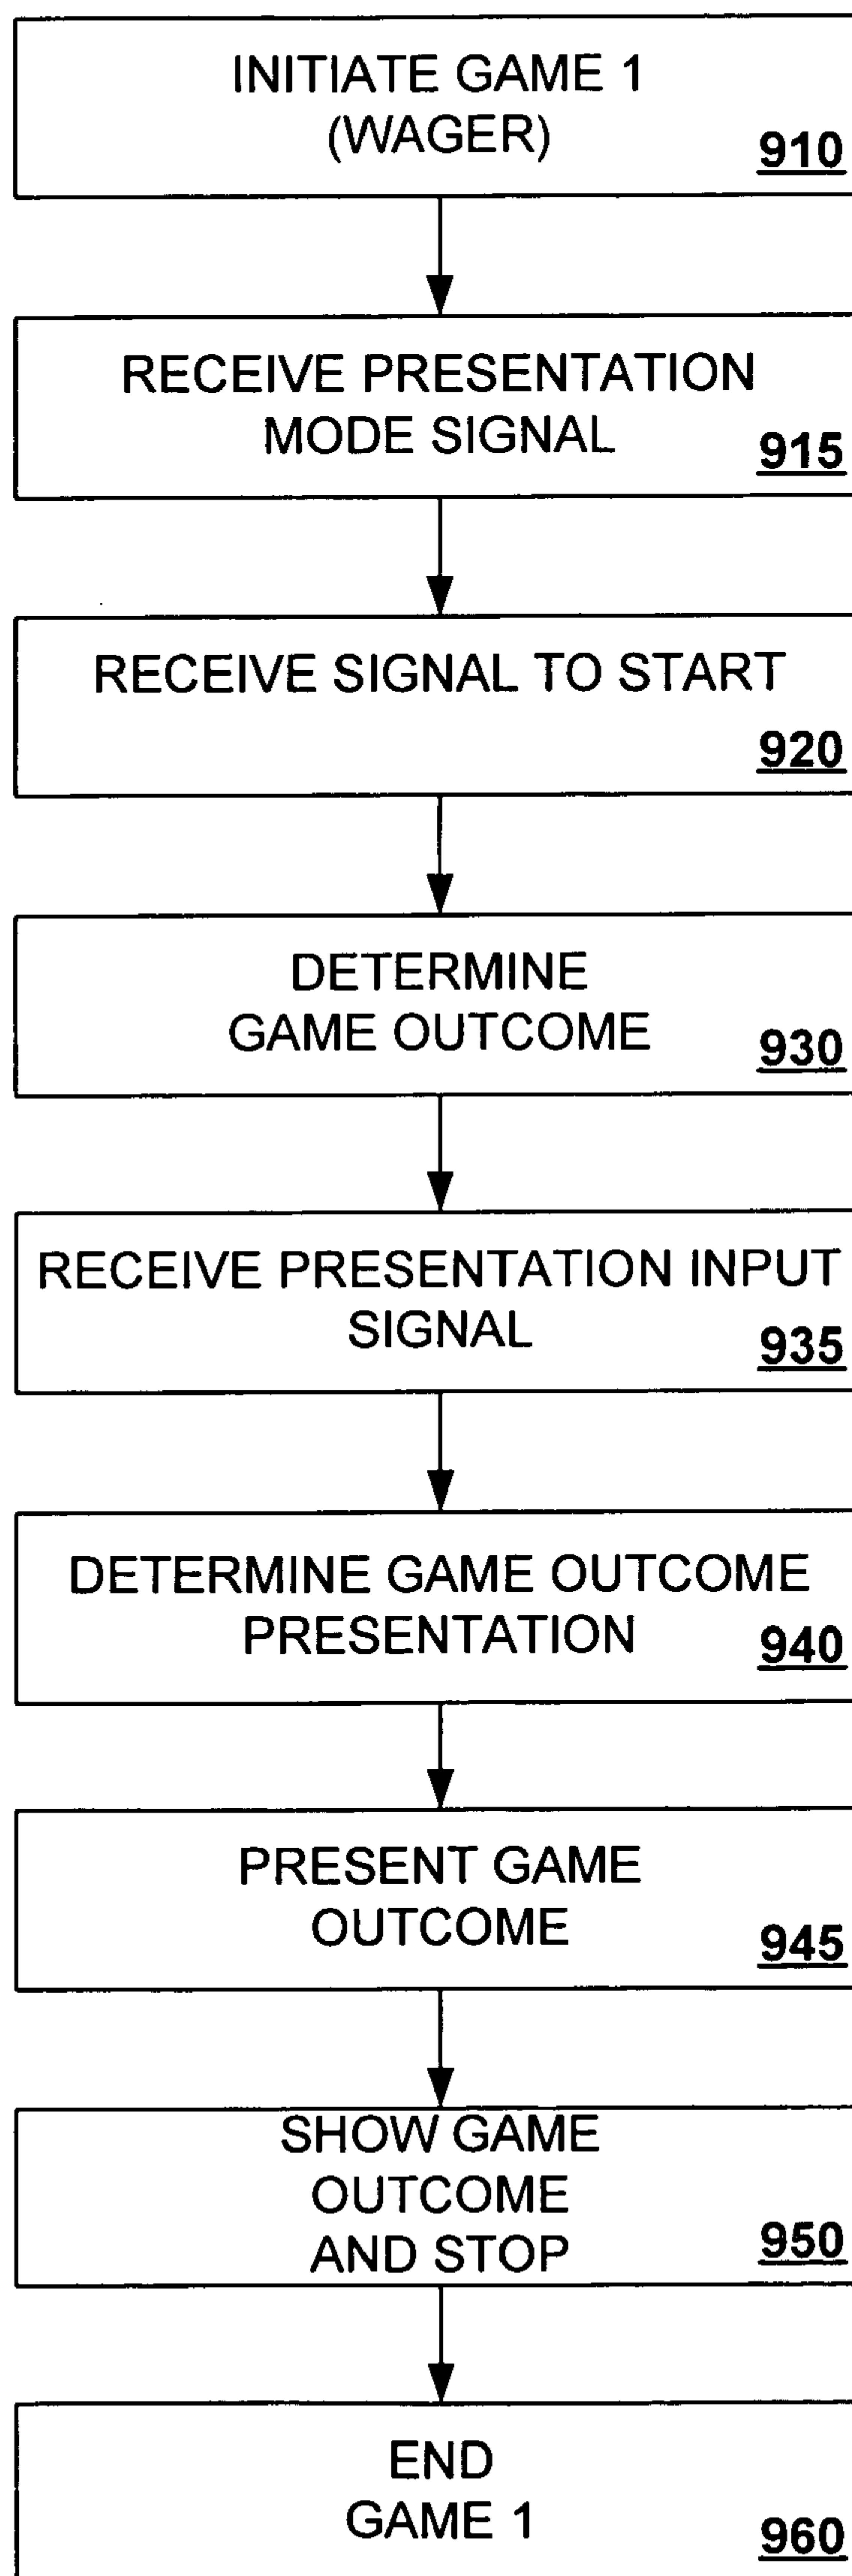 INITIATE GAME 1
(WAGER)
910
RECEIVE PRESENTATION
MODE SIGNAL
915
RECEIVE SIGNAL TO START
920
DETERMINE
GAME OUTCOME
930
RECEIVE PRESENTATION INPUT
SIGNAL
935
DETERMINE GAME OUTCOME
PRESENTATION
940
PRESENT GAME
OUTCOME
945
SHOW GAME
OUTCOME
AND STOP
950
END
GAME 1
960